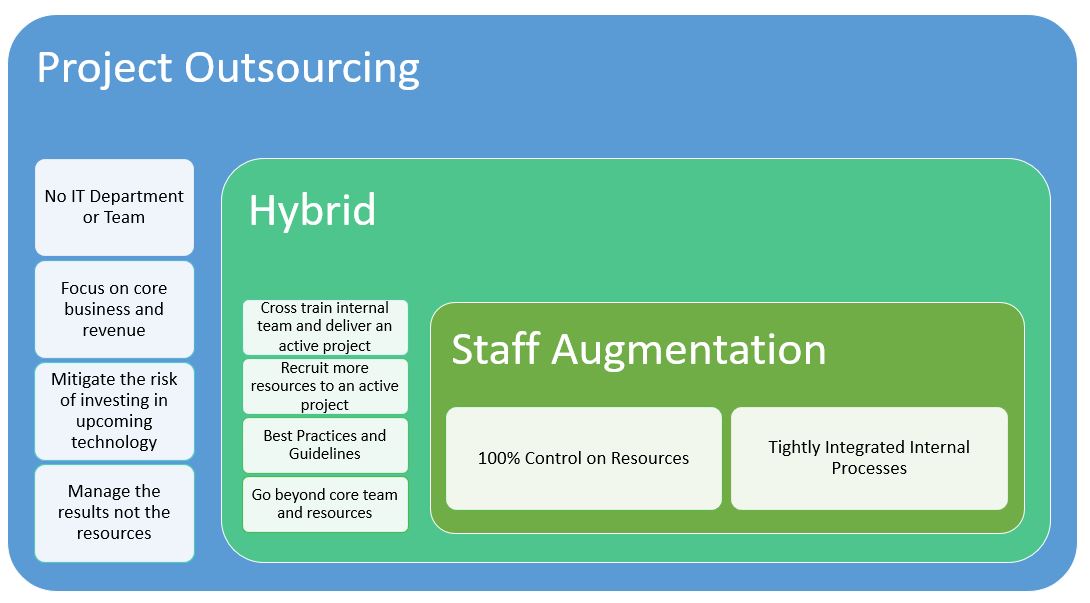 Project Outsourcing
No IT Department
or Team
Focus on core
business and
revenue
Mitigate the risk
of investing in
upcoming
technology
Manage the
results not the
resources
Hybrid
Cross train internal
team and deliver an
active project
Recruit more
resources to an active
project
Best Practices and
Guidelines
Go beyond core team
and resources
Staff Augmentation
100% Control on Resources
Tightly Integrated Internal
Processes